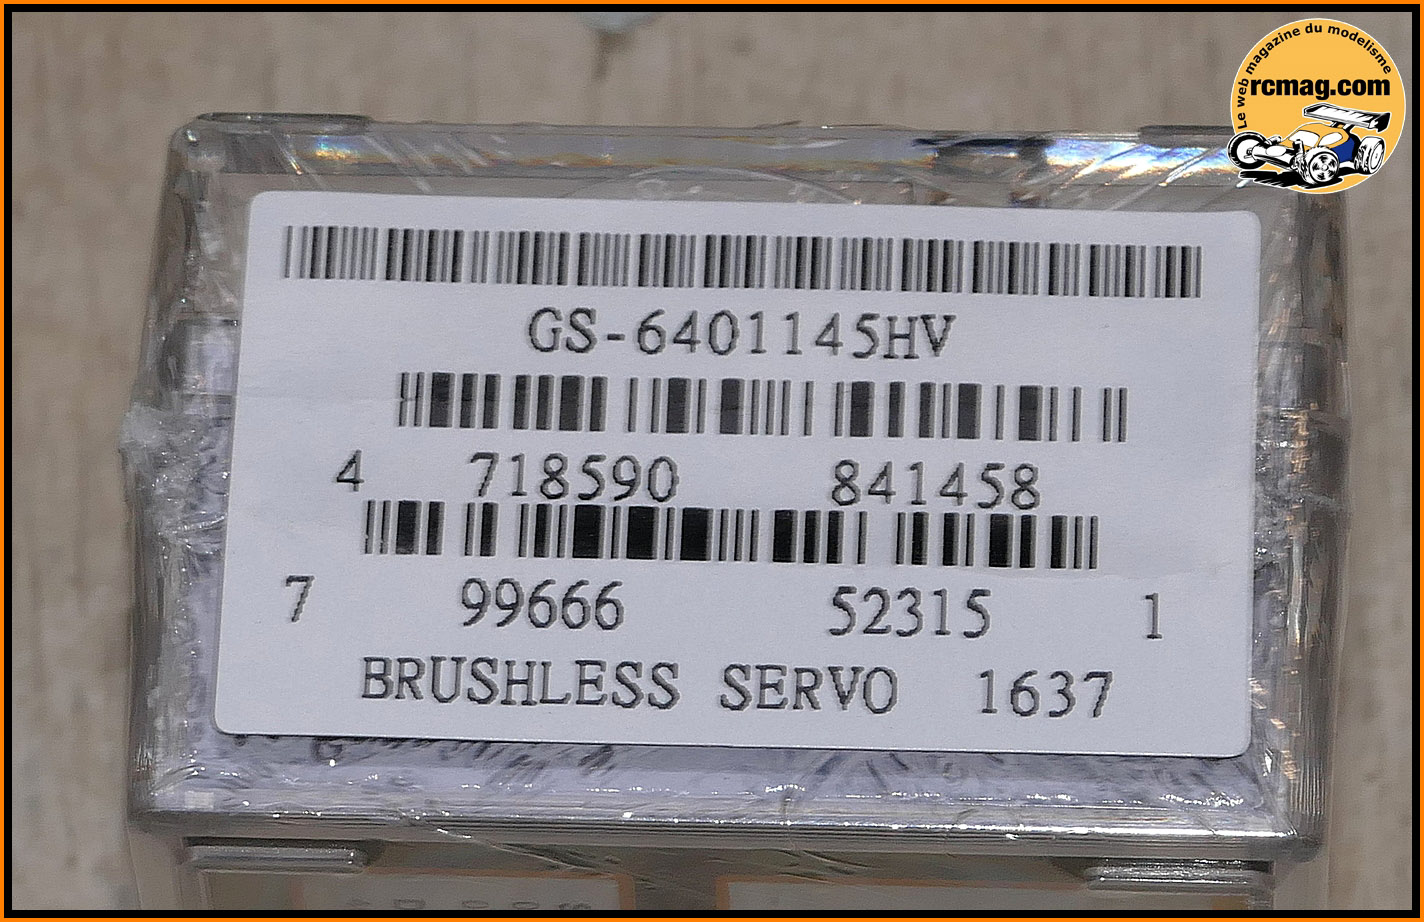 Le web magazine du modelisme
rcmag.com
GS-6401145HV
4 718590 841458
7 99666 52315 1
BRUSHLESS SERVO 1637